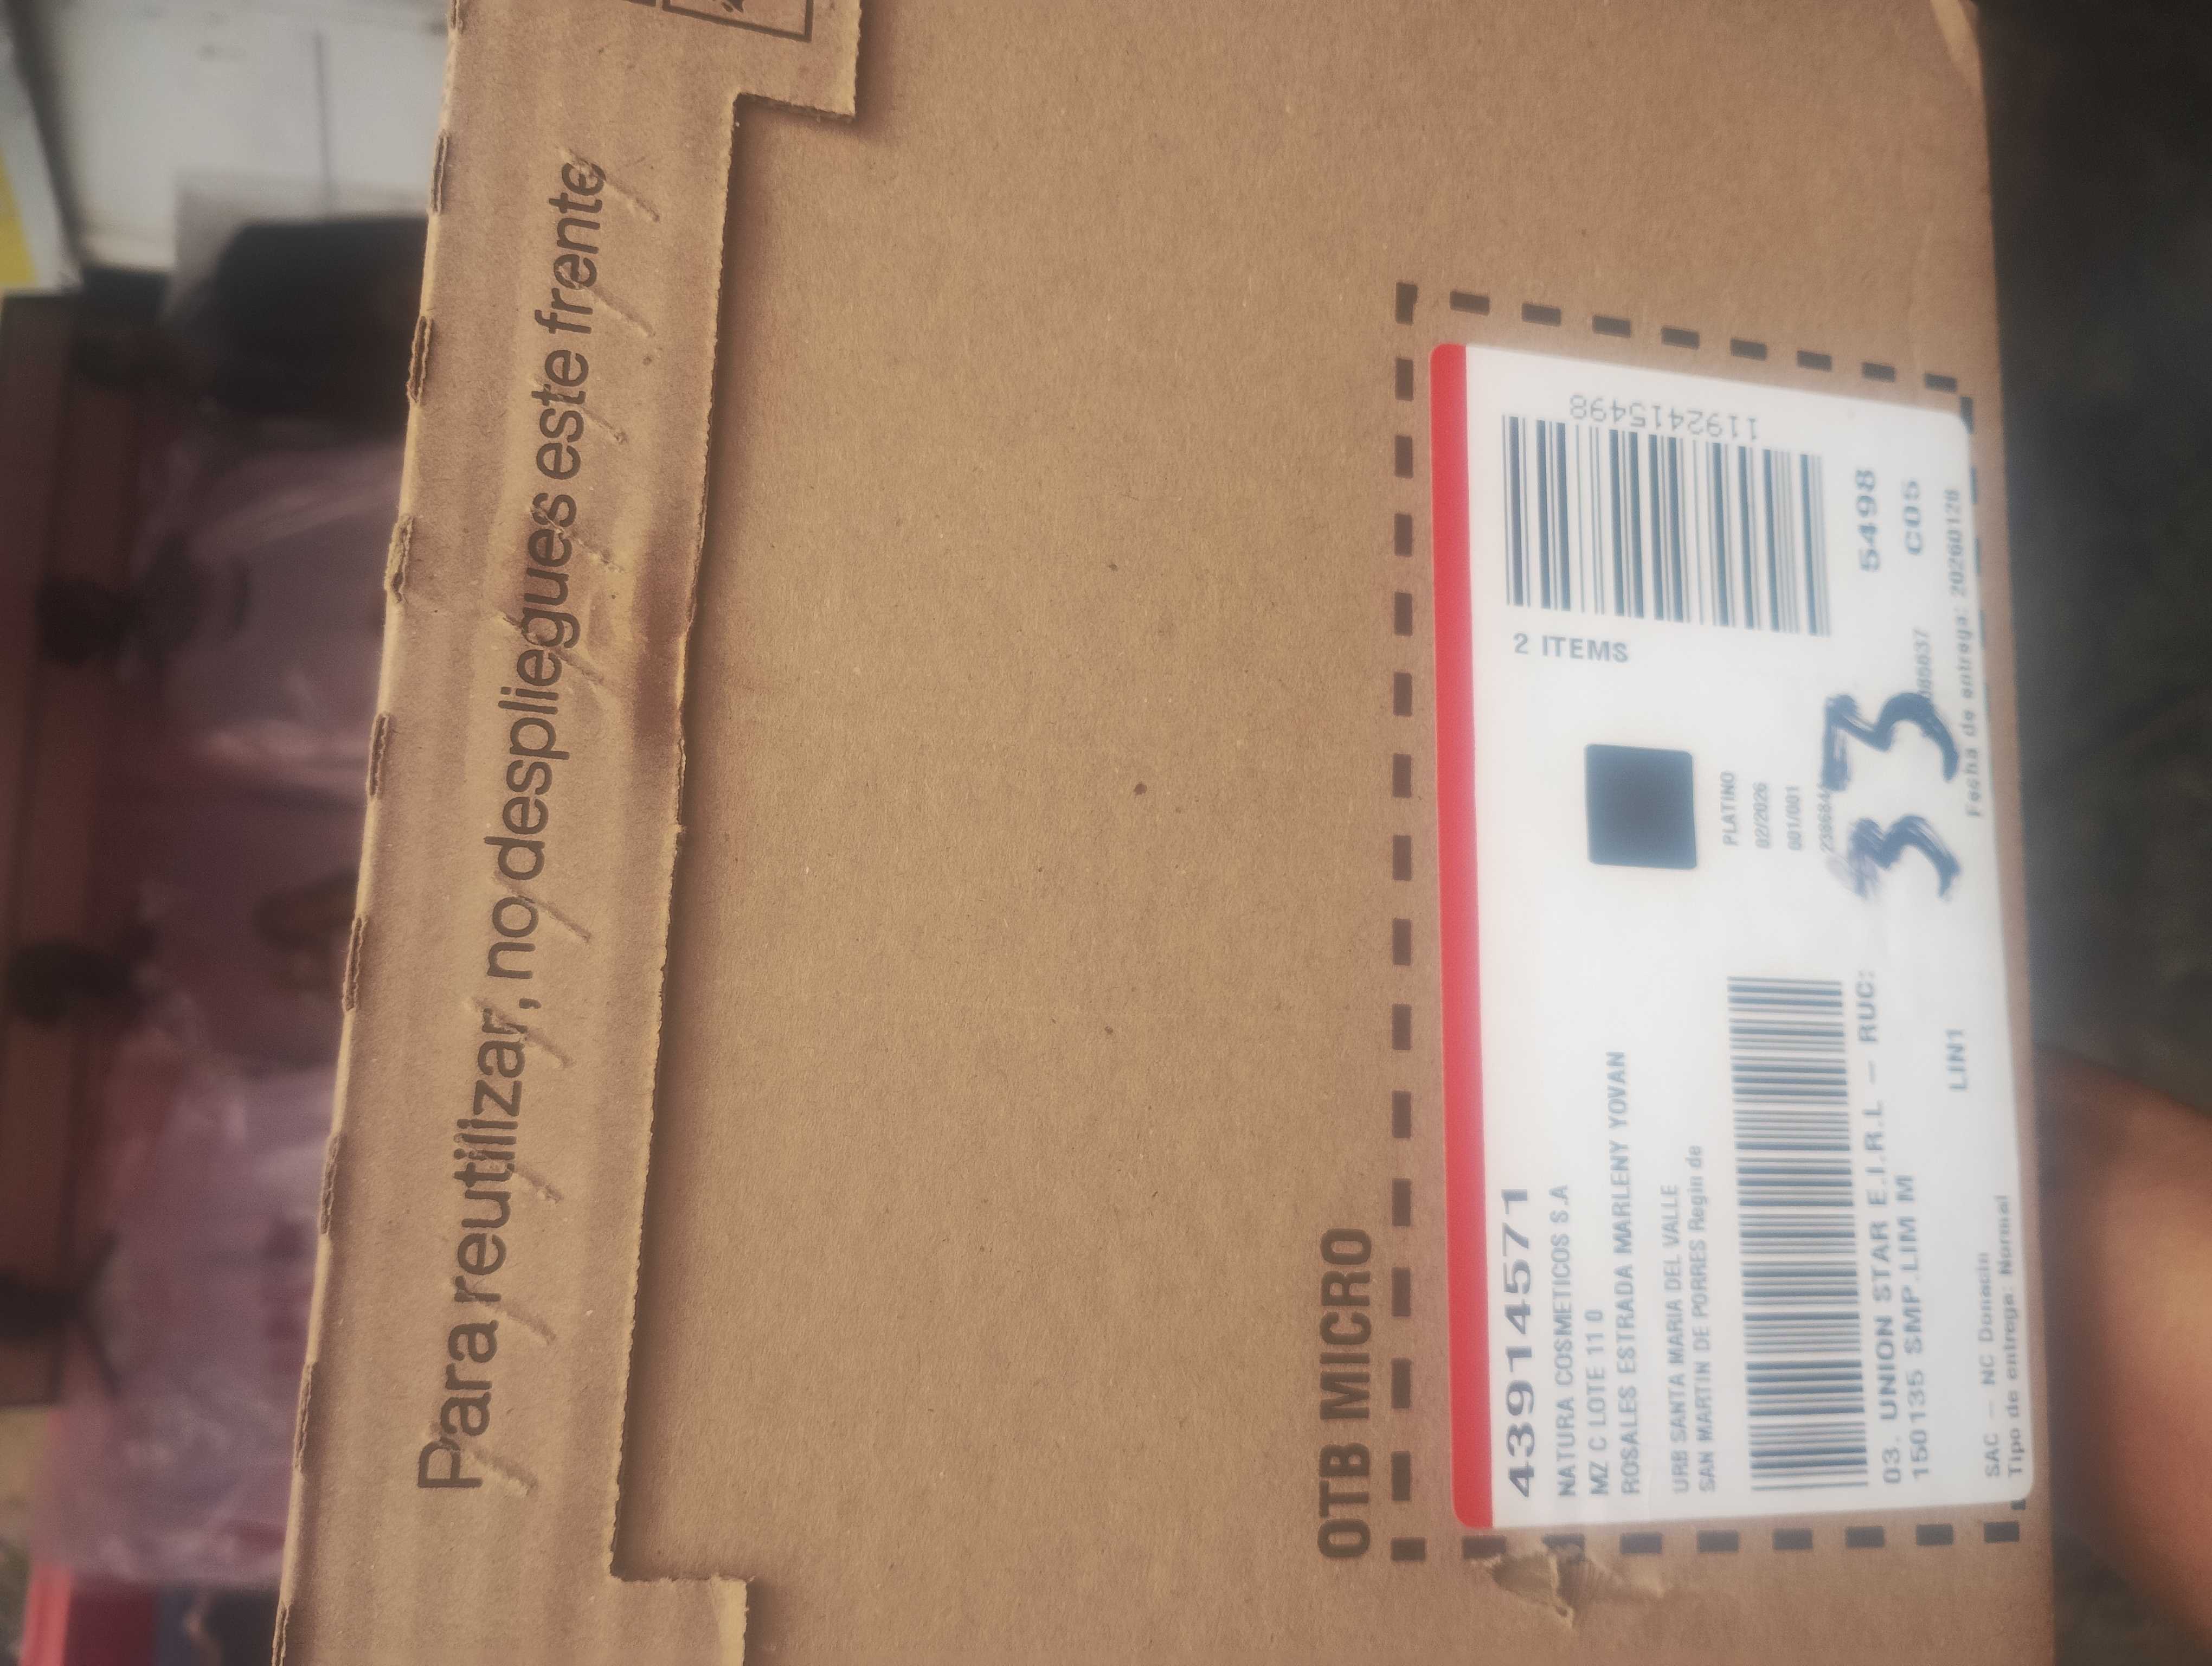 Para reutilizar, no despliegues este frente
OTB MICRO
43914571
NATURA COSMETICOS S.A
MZ C LOTE 11 0
ROSALES ESTRADA MARLENY YOVAN
URB SANTA MARIA DEL VALLE
SAN MARTIN DE PORRES Regin de
2 ITEMS
1192415498
PLATINO
02/2026
001/001
33
03. UNION STAR E.I.R.L - RUC:
5498
150135 SMP.LIM M
C05
LIN1
Fecha de entrega: 20260128
SAC - NC Donacin
Tipo de entrega: Normal